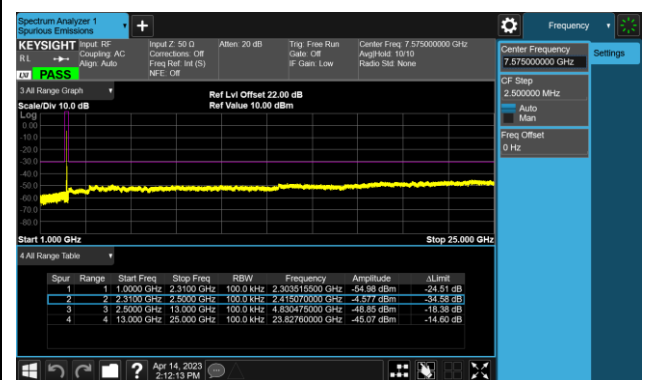 Spectrum Analyzer 1
Spurious Emissions
+
Frequency
KEYSIGHT Input: RF Input Z: 50 Ω Atten: 20 dB Trig: Free Run Center Freq: 7.575000000 GHz
RL Coupling: AC Corrections: Off Gate: Off Avg|Hold: 10/10
Align: Auto Freq Ref: Int (S) IF Gain: Low Radio Std: None
LXI PASS NFE: Off
Center Frequency
7.575000000 GHz
Settings
CF Step
2.500000 MHz
Auto
Man
Freq Offset
0 Hz
3 All Range Graph
Ref Lvl Offset 22.00 dB
Scale/Div 10.0 dB Ref Value 10.00 dBm
Log
0.00
-10.0
-20.0
-30.0
-40.0
-50.0
-60.0
-70.0
-80.0
Start 1.000 GHz Stop 25.000 GHz
4 All Range Table
Spur Range Start Freq Stop Freq RBW Frequency Amplitude ΔLimit
1 1 1.0000 GHz 2.3100 GHz 100.0 kHz 2.303515500 GHz -54.98 dBm -24.51 dB
2 2 2.3100 GHz 2.5000 GHz 100.0 kHz 2.415070000 GHz -4.577 dBm -34.58 dB
3 3 2.5000 GHz 13.000 GHz 100.0 kHz 4.830475000 GHz -48.85 dBm -18.38 dB
4 4 13.000 GHz 25.000 GHz 100.0 kHz 23.82760000 GHz -45.07 dBm -14.60 dB
? Apr 14, 2023
2:12:13 PM